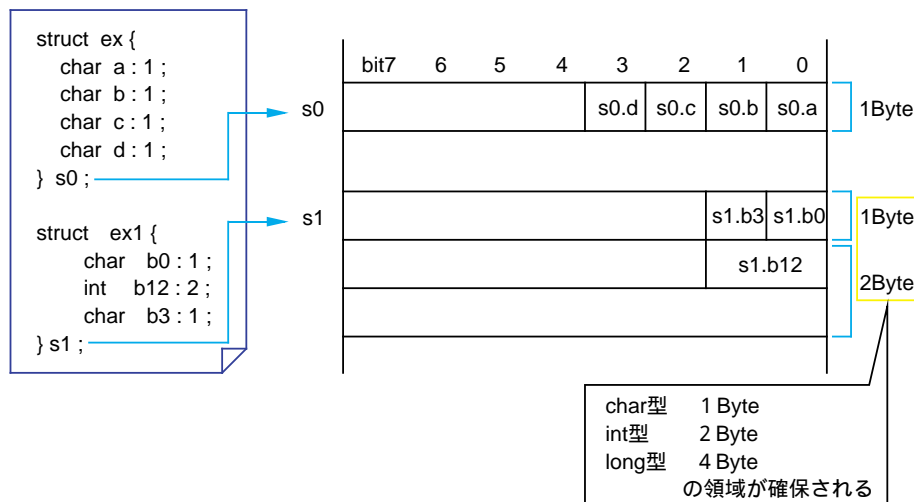 struct ex {
char a : 1 ;
char b : 1 ;
char c : 1 ;
char d : 1 ;
} s0 ;
struct ex1 {
char b0 : 1 ;
int b12 : 2 ;
char b3 : 1 ;
} s1 ;
bit7 6 5 4 3 2 1 0
s0 s0.d s0.c s0.b s0.a 1Byte
s1 s1.b3 s1.b0 1Byte
s1.b12
2Byte
char型 1 Byte
int型 2 Byte
long型 4 Byte
の領域が確保される